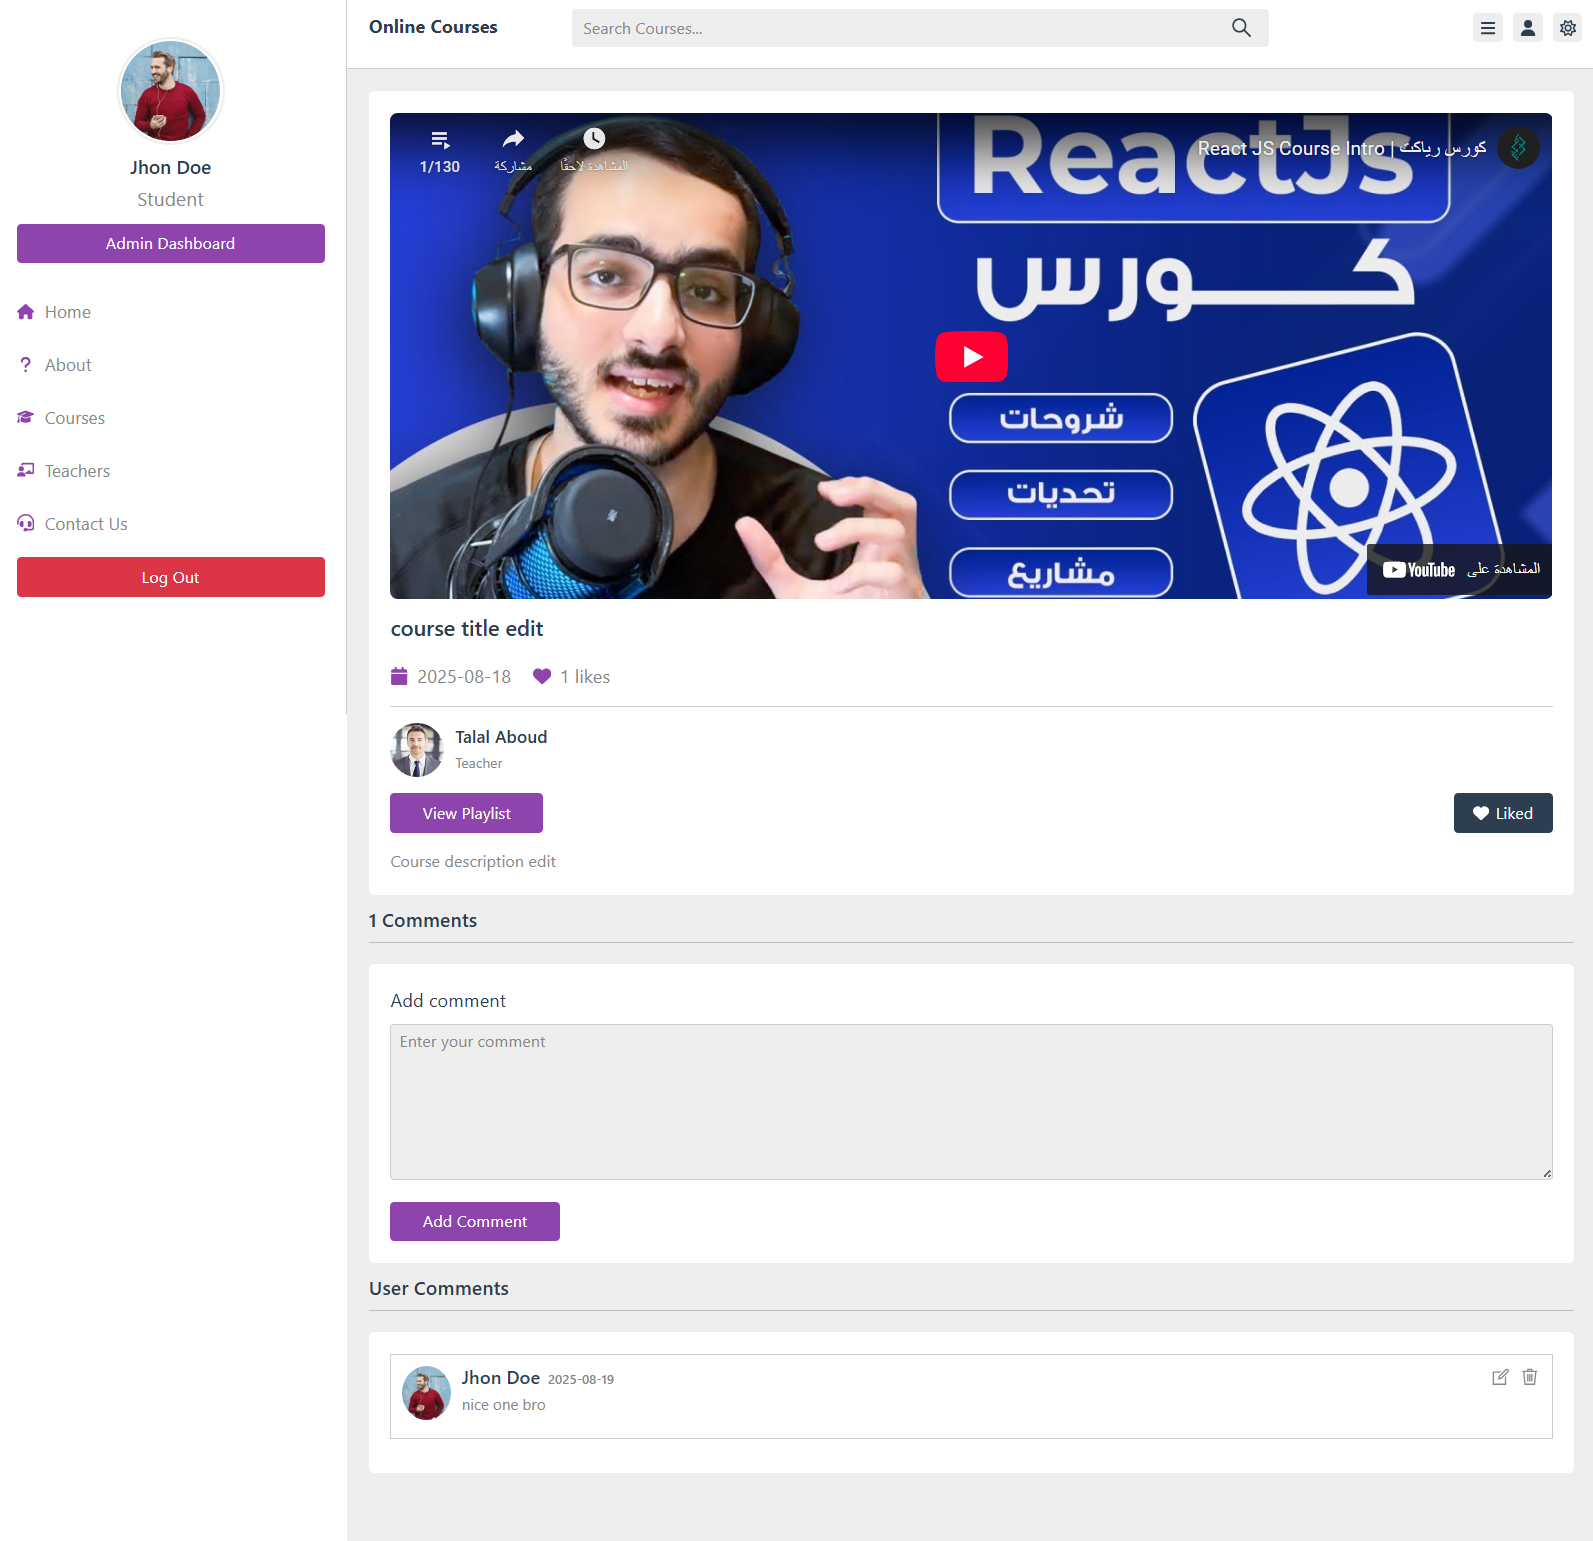 Jhon Doe
Student
Admin Dashboard
Home
About
Courses
Teachers
Contact Us
Log Out
Online Courses
Search Courses...
1/130
مشاركة
المشاهدة لاحقًا
React JS Course Intro | كورس رياكت
ReactJs
كـــورس
شروحات
تحديات
مشاريع
المشاهدة على YouTube
course title edit
2025-08-18 1 likes
Talal Aboud
Teacher
View Playlist
Liked
Course description edit
1 Comments
Add comment
Enter your comment
Add Comment
User Comments
Jhon Doe 2025-08-19
nice one bro